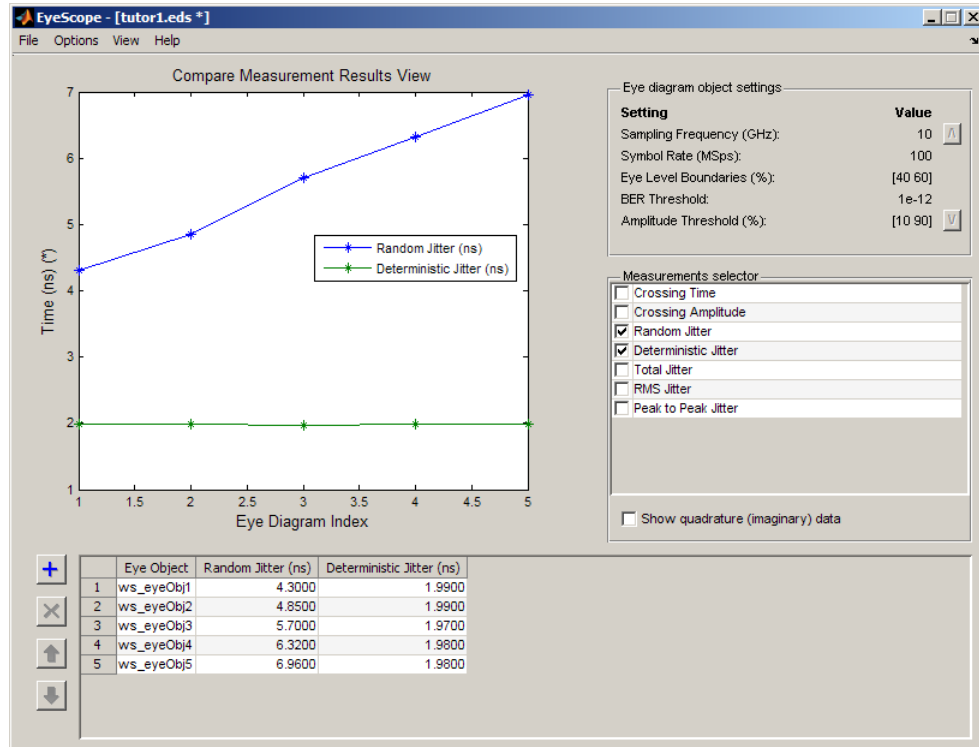 EyeScope - [tutor1.eds *]
File Options View Help
Compare Measurement Results View
7
6
5
4
3
2
1
Time (ns) (*)
Random Jitter (ns)
Deterministic Jitter (ns)
1 1.5 2 2.5 3 3.5 4 4.5 5
Eye Diagram Index
Eye diagram object settings
Setting Value
Sampling Frequency (GHz): 10
Symbol Rate (MSps): 100
Eye Level Boundaries (%): [40 60]
BER Threshold: 1e-12
Amplitude Threshold (%): [10 90]
Measurements selector
Crossing Time
Crossing Amplitude
Random Jitter
Deterministic Jitter
Total Jitter
RMS Jitter
Peak to Peak Jitter
Show quadrature (imaginary) data
Eye Object Random Jitter (ns) Deterministic Jitter (ns)
1 ws_eyeObj1 4.3000 1.9900
2 ws_eyeObj2 4.8500 1.9900
3 ws_eyeObj3 5.7000 1.9700
4 ws_eyeObj4 6.3200 1.9800
5 ws_eyeObj5 6.9600 1.9800